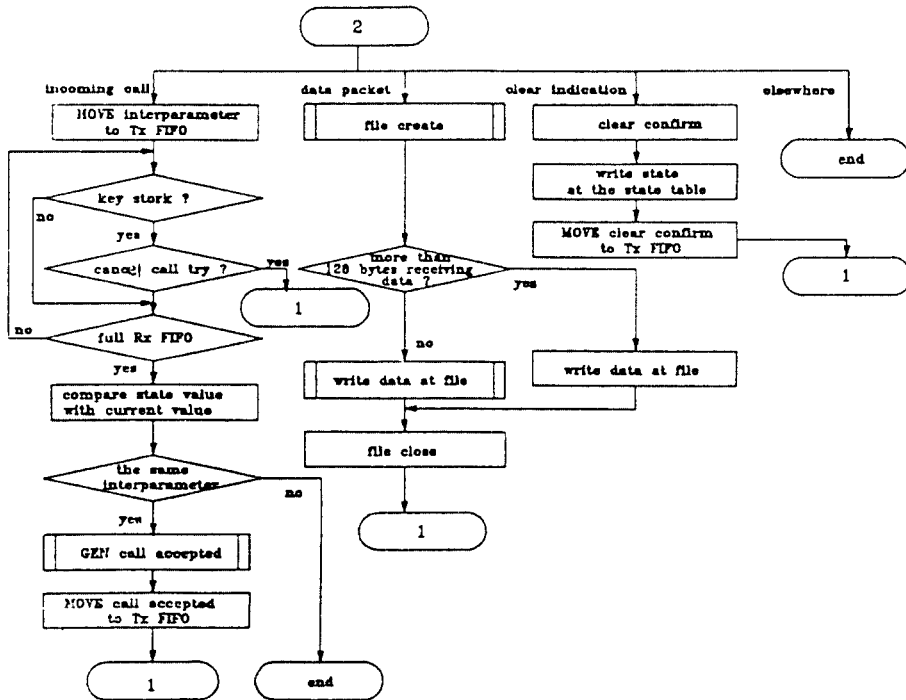 2
incoming call
data packet
clear indication
elsewhere
MOVE interparameter
to Tx FIFO
file create
clear confirm
end
key stork ?
no
yes
write state
at the state table
MOVE clear confirm
to Tx FIFO
1
call try ?
yes
1
more than
128 bytes receiving
data ?
yes
no
full Rx FIFO
no
yes
write data at file
write data at file
compare state value
with current value
file close
1
the same
interparameter
no
yes
GEN call accepted
MOVE call accepted
to Tx FIFO
1
end